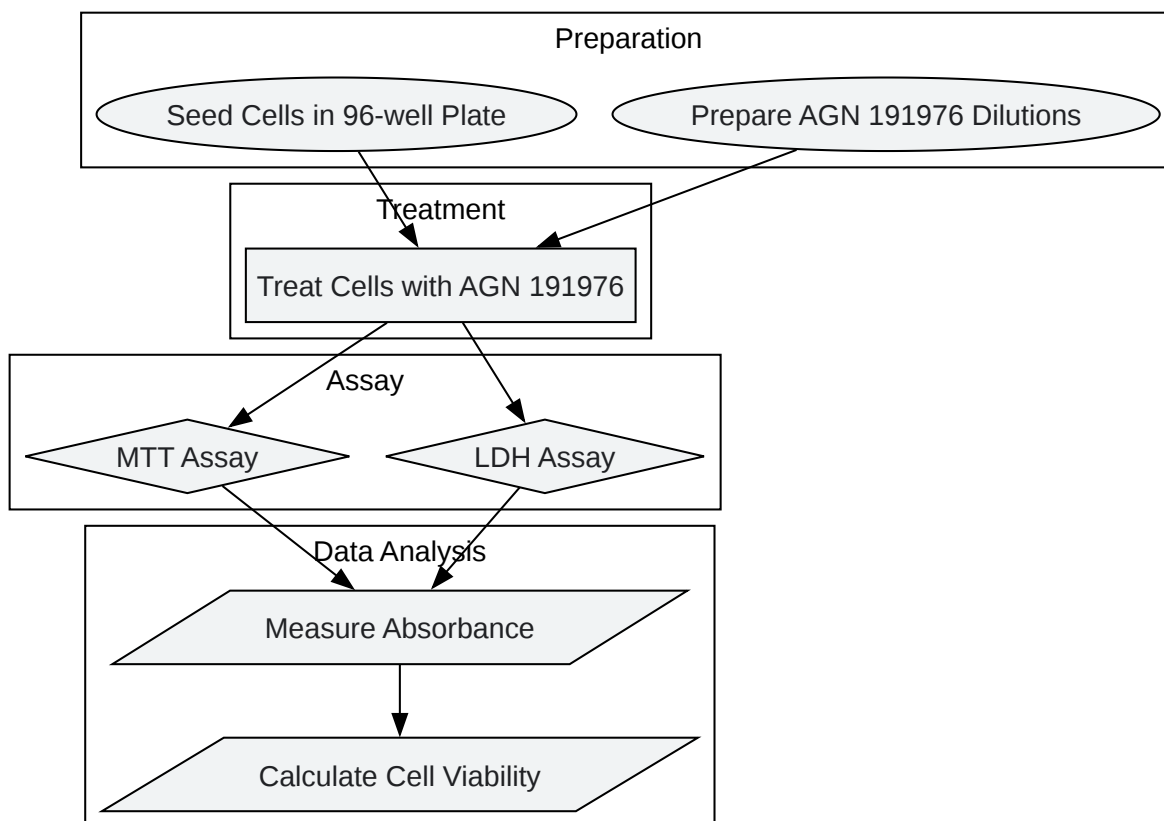 Preparation
Seed Cells in 96-well Plate
Prepare AGN 191976 Dilutions
Treatment
Treat Cells with AGN 191976
Assay
MTT Assay
LDH Assay
Data Analysis
Measure Absorbance
Calculate Cell Viability